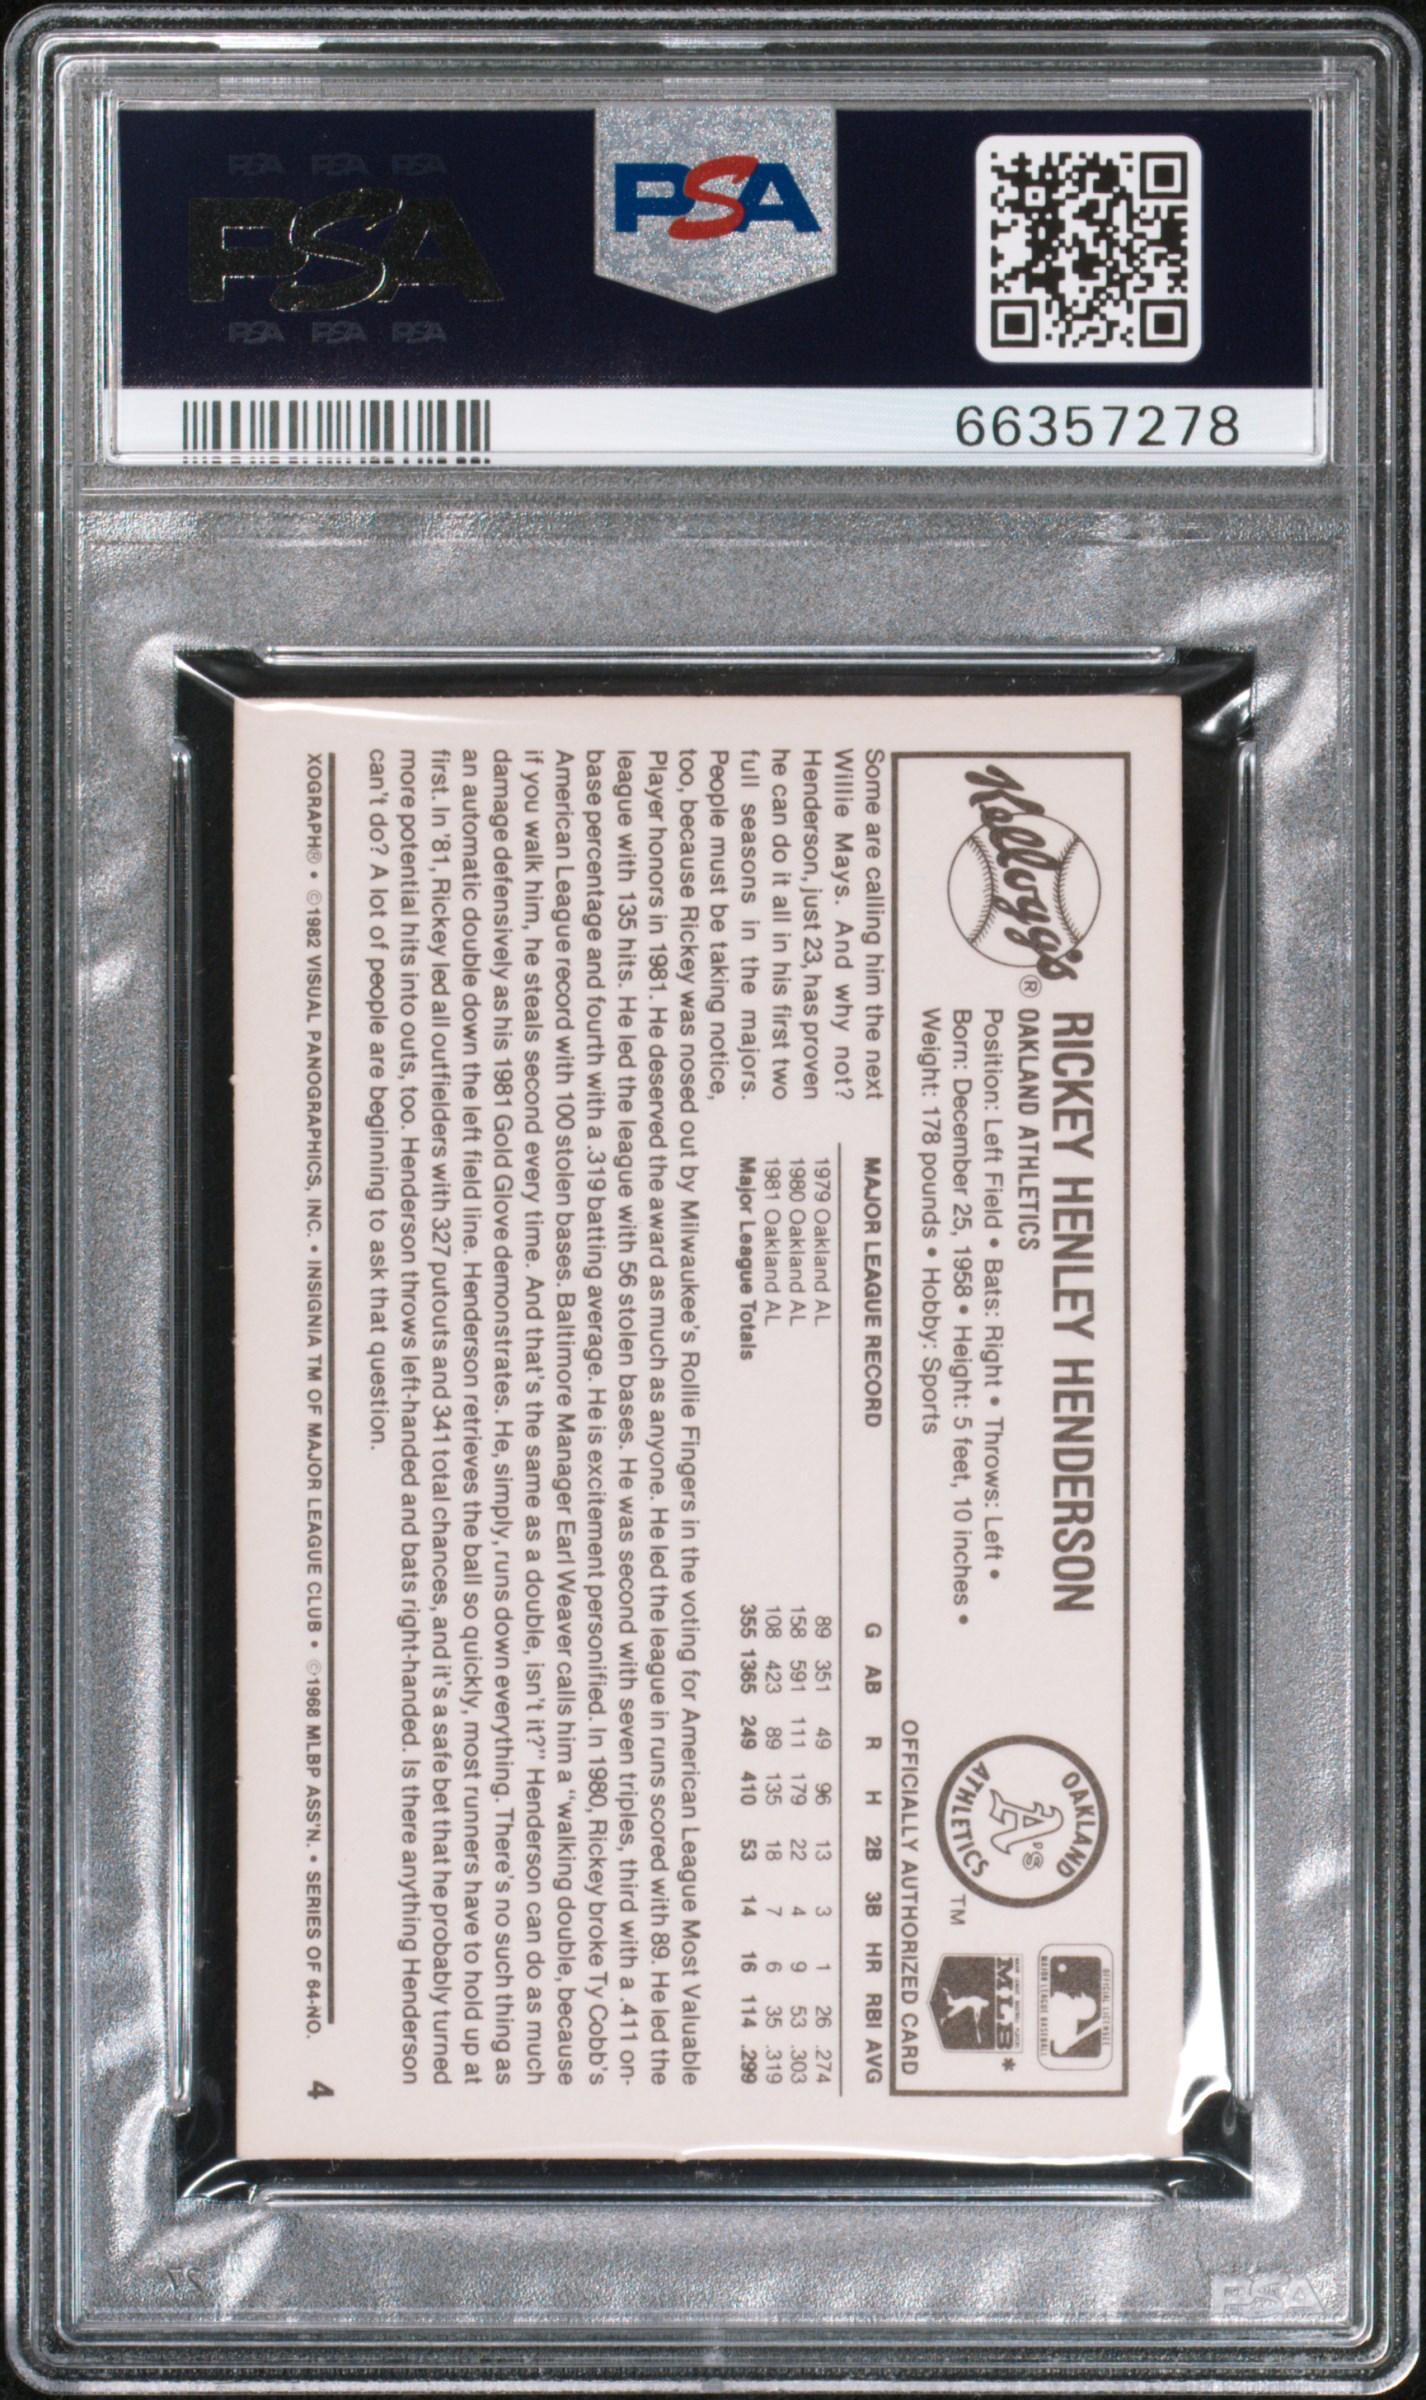 PSA PSA PSA
PSA
PSA PSA PSA
PSA
66357278
Kellogg's®
RICKEY HENLEY HENDERSON
OAKLAND ATHLETICS
Position: Left Field • Bats: Right • Throws: Left •
Born: December 25, 1958 • Height: 5 feet, 10 inches •
Weight: 178 pounds • Hobby: Sports
OAKLAND
A's
ATHLETICS
TM
OFFICIAL LICENSEE
MAJOR LEAGUE BASEBALL
MLB*
OFFICIALLY AUTHORIZED CARD
Some are calling him the next
Willie Mays. And why not?
Henderson, just 23, has proven
he can do it all in his first two
full seasons in the majors.
People must be taking notice,
MAJOR LEAGUE RECORD G AB R H 2B 3B HR RBI AVG
1979 Oakland AL 89 351 49 96 13 3 1 26 .274
1980 Oakland AL 158 591 111 179 22 4 9 53 .303
1981 Oakland AL 108 423 89 135 18 7 6 35 .319
Major League Totals 355 1365 249 410 53 14 16 114 .299
too, because Rickey was nosed out by Milwaukee's Rollie Fingers in the voting for American League Most Valuable
Player honors in 1981. He deserved the award as much as anyone. He led the league in runs scored with 89. He led the
league with 135 hits. He led the league with 56 stolen bases. He was second with seven triples, third with a .411 on-
base percentage and fourth with a .319 batting average. He is excitement personified. In 1980, Rickey broke Ty Cobb's
American League record with 100 stolen bases. Baltimore Manager Earl Weaver calls him a "walking double, because
if you walk him, he steals second every time. And that's the same as a double, isn't it?" Henderson can do as much
damage defensively as his 1981 Gold Glove demonstrates. He, simply, runs down everything. There's no such thing as
an automatic double down the left field line. Henderson retrieves the ball so quickly, most runners have to hold up at
first. In '81, Rickey led all outfielders with 327 putouts and 341 total chances, and it's a safe bet that he probably turned
more potential hits into outs, too. Henderson throws left-handed and bats right-handed. Is there anything Henderson
can't do? A lot of people are beginning to ask that question.
XOGRAPH® • ©1982 VISUAL PANOGRAPHICS, INC. • INSIGNIA TM OF MAJOR LEAGUE CLUB • ©1968 MLBP ASS'N. • SERIES OF 64-NO. 4
PSA